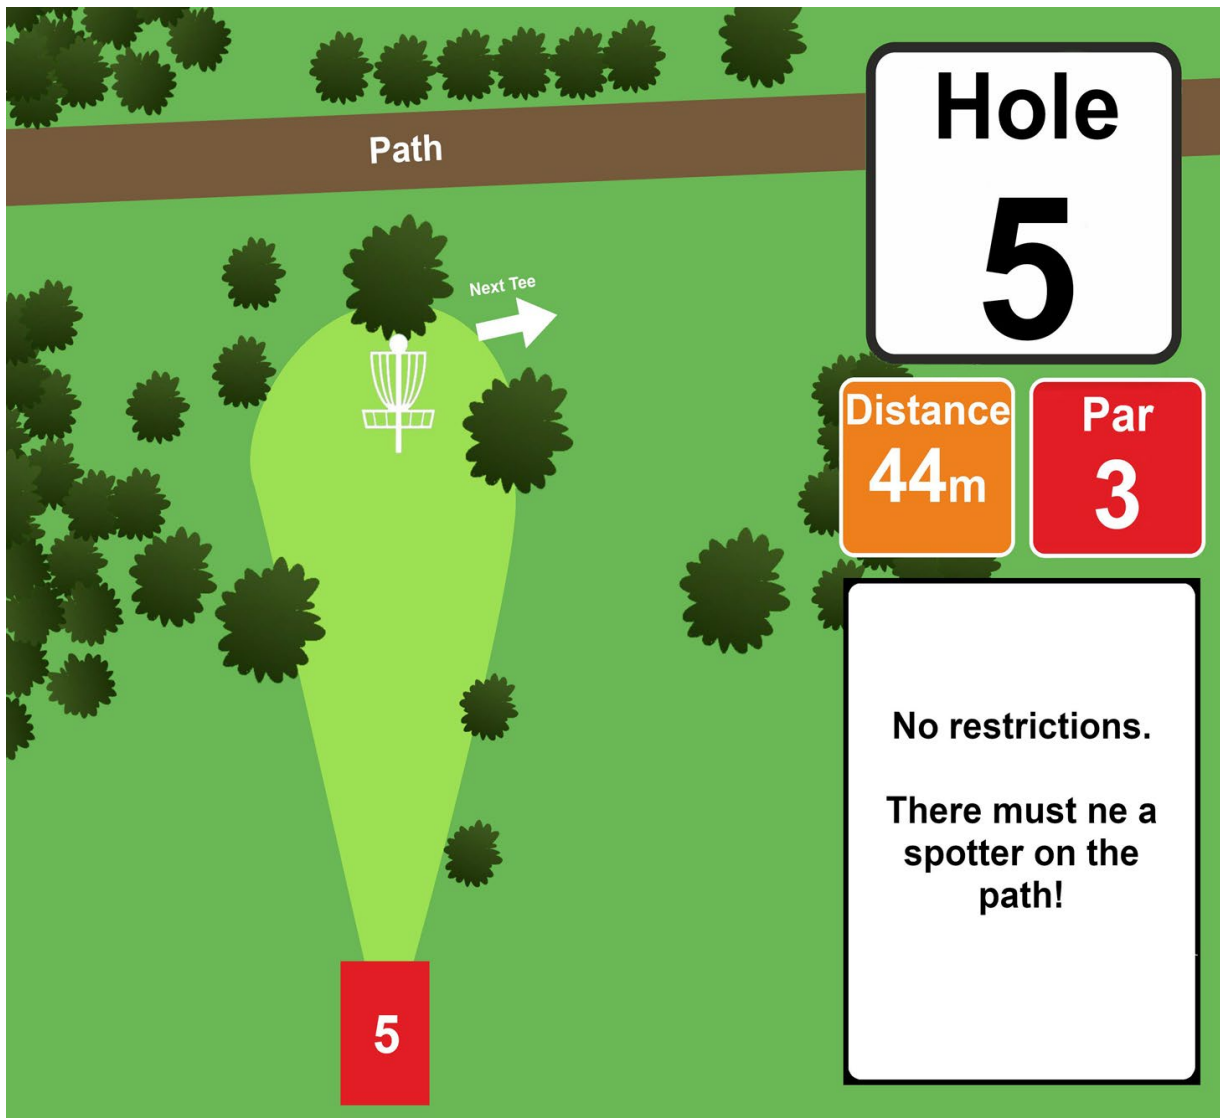 Hole
5
Path
Next Tee
Distance
44m
Par
3
No restrictions.
There must ne a
spotter on the
path!
5